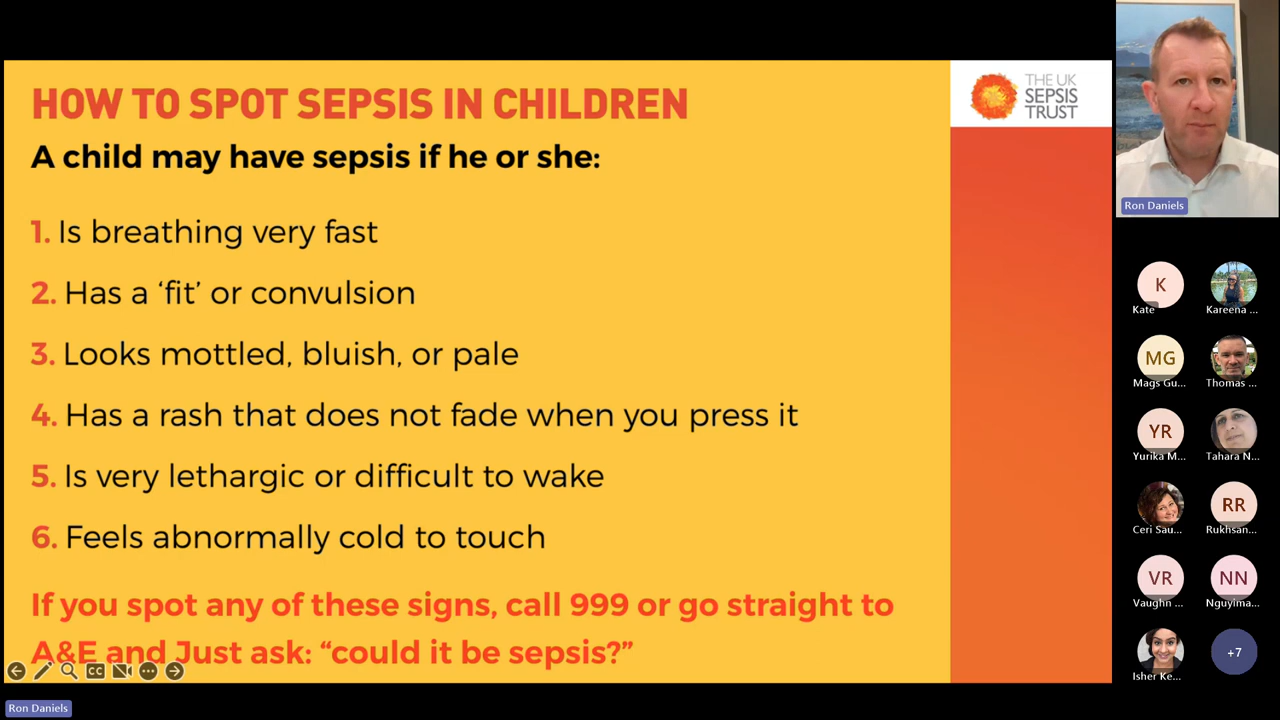 HOW TO SPOT SEPSIS IN CHILDREN
A child may have sepsis if he or she:
1. Is breathing very fast
2. Has a ‘fit’ or convulsion
3. Looks mottled, bluish, or pale
4. Has a rash that does not fade when you press it
5. Is very lethargic or difficult to wake
6. Feels abnormally cold to touch
If you spot any of these signs, call 999 or go straight to
A&E and Just ask: “could it be sepsis?”
THE UK
SEPSIS
TRUST
CC
Ron Daniels
K
Kate
Kareena ...
MG
Mags Gu...
Thomas ...
YR
Yurika M...
Tahara N...
Ceri Sau...
RR
Rukhsan...
VR
Vaughn ...
NN
Nguyima...
Isher Ke...
+7
Ron Daniels